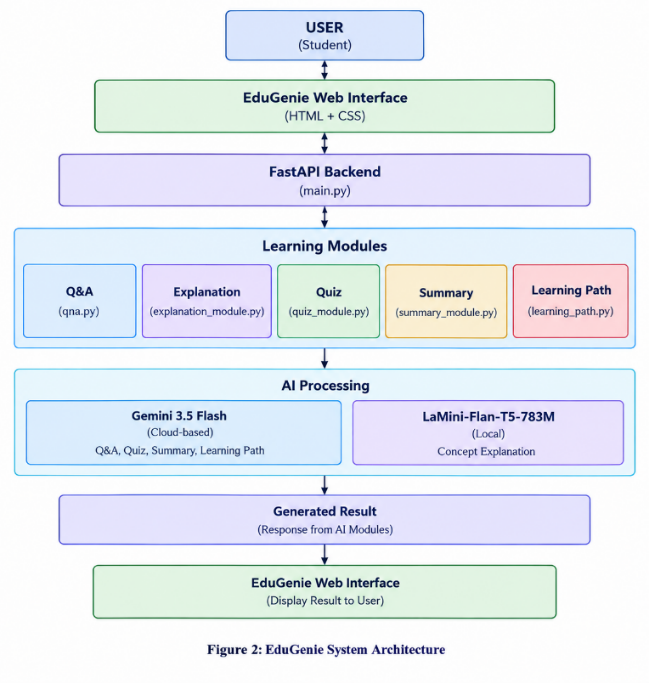 USER
(Student)
EduGenie Web Interface
(HTML + CSS)
FastAPI Backend
(main.py)
Learning Modules
Q&A
(qna.py)
Explanation
(explanation_module.py)
Quiz
(quiz_module.py)
Summary
(summary_module.py)
Learning Path
(learning_path.py)
AI Processing
Gemini 3.5 Flash
(Cloud-based)
Q&A, Quiz, Summary, Learning Path
LaMini-Flan-T5-783M
(Local)
Concept Explanation
Generated Result
(Response from AI Modules)
EduGenie Web Interface
(Display Result to User)
Figure 2: EduGenie System Architecture